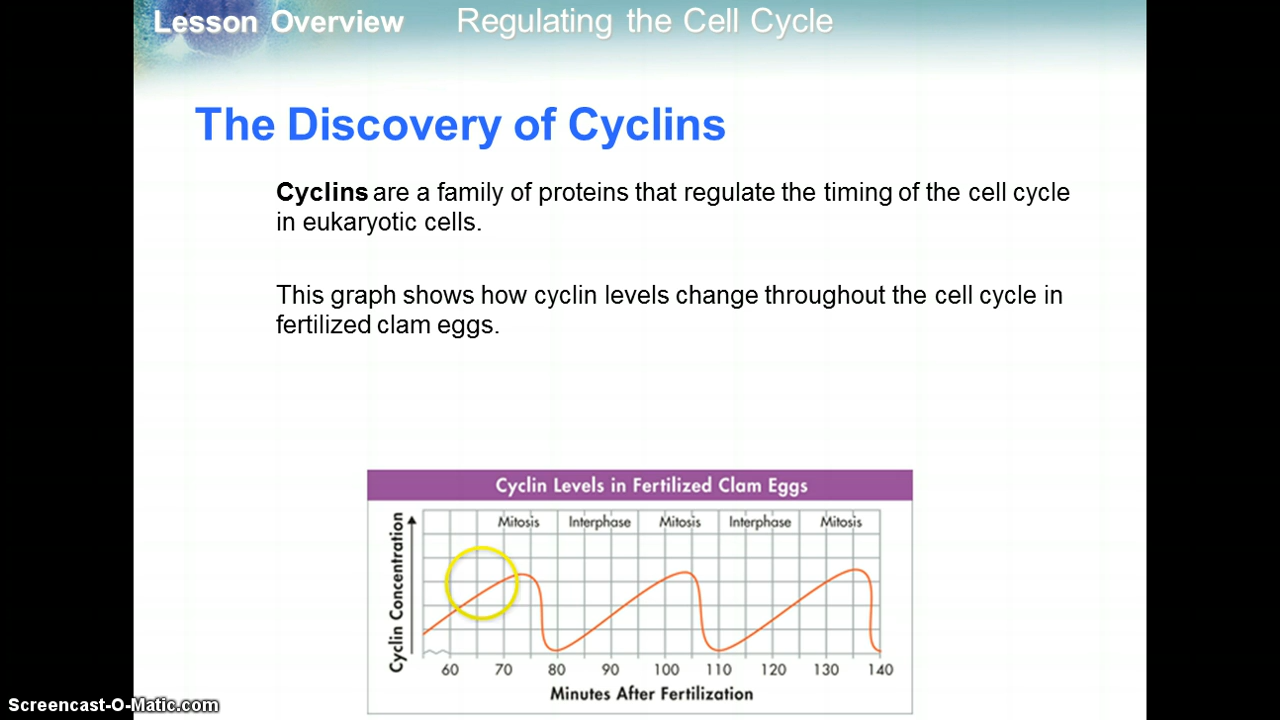 Lesson Overview Regulating the Cell Cycle
The Discovery of Cyclins
Cyclins are a family of proteins that regulate the timing of the cell cycle
in eukaryotic cells.
This graph shows how cyclin levels change throughout the cell cycle in
fertilized clam eggs.
Cyclin Levels in Fertilized Clam Eggs
Mitosis Interphase Mitosis Interphase Mitosis
Cyclin Concentration
60 70 80 90 100 110 120 130 140
Minutes After Fertilization
Screencast-O-Matic.com